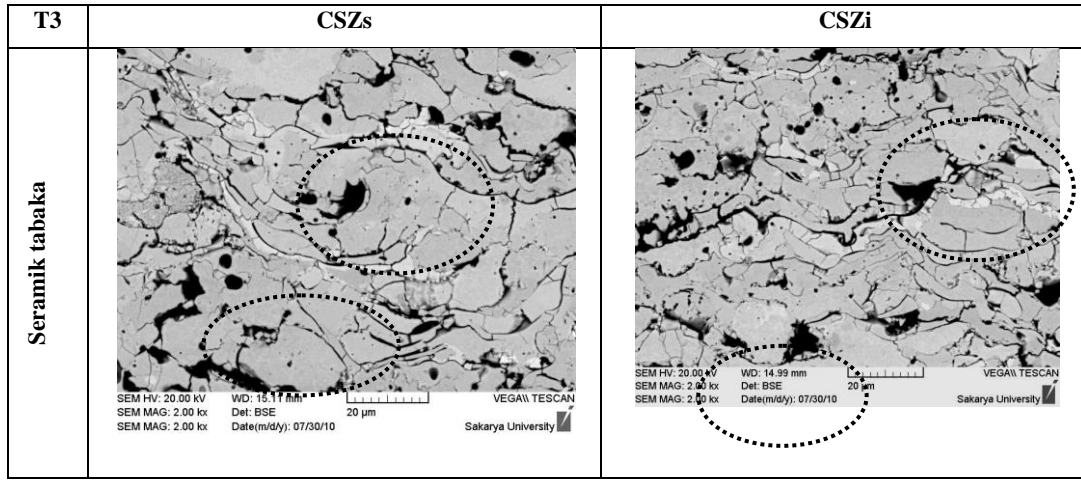 T3 CSZs CSZi
Seramik tabaka
SEM HV: 20.00 kV WD: 15.11 mm VEGA\\ TESCAN
SEM MAG: 2.00 kx Det: BSE 20 µm
SEM MAG: 2.00 kx Date(m/d/y): 07/30/10 Sakarya University
SEM HV: 20.00 kV WD: 14.99 mm VEGA\\ TESCAN
SEM MAG: 2.00 kx Det: BSE 20 µm
SEM MAG: 2.00 kx Date(m/d/y): 07/30/10 Sakarya University